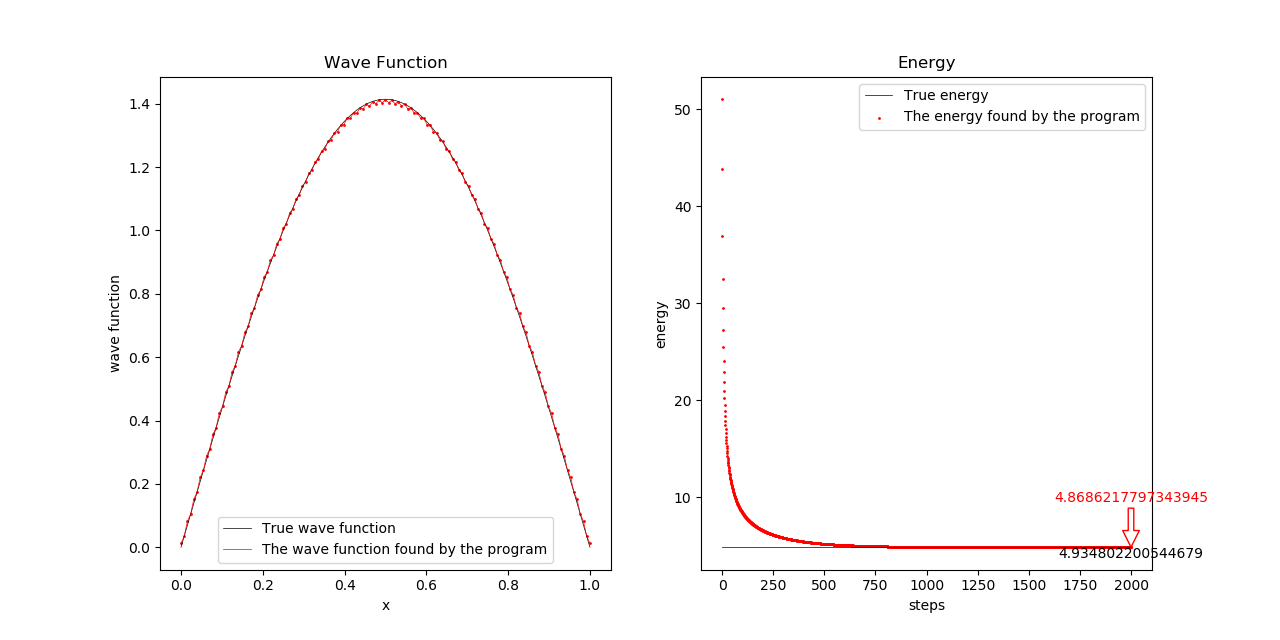 Wave Function
1.4
1.2
1.0
0.8
0.6
0.4
0.2
0.0
wave function
True wave function
The wave function found by the program
0.0 0.2 0.4 0.6 0.8 1.0
x
Energy
True energy
The energy found by the program
50
40
30
20
10
energy
4.8686217797343945
4.934802200544679
0 250 500 750 1000 1250 1500 1750 2000
steps